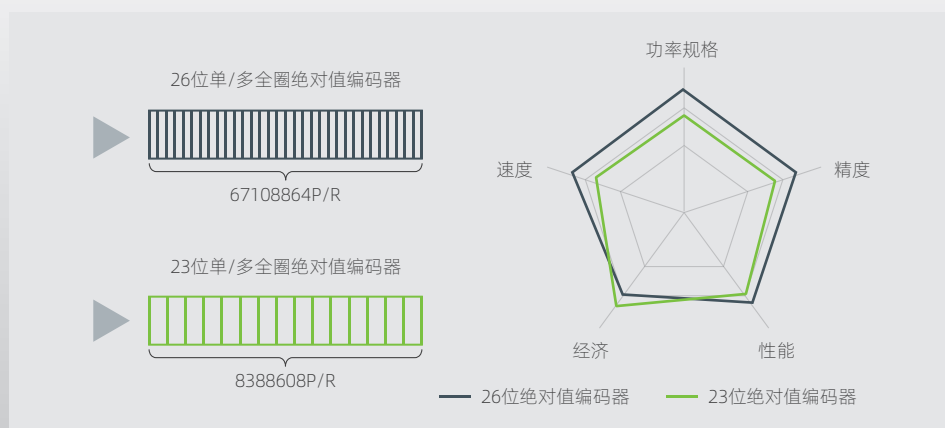 26位单/多全圈绝对值编码器
67108864P/R
23位单/多全圈绝对值编码器
8388608P/R
功率规格
速度
精度
经济
性能
26位绝对值编码器
23位绝对值编码器